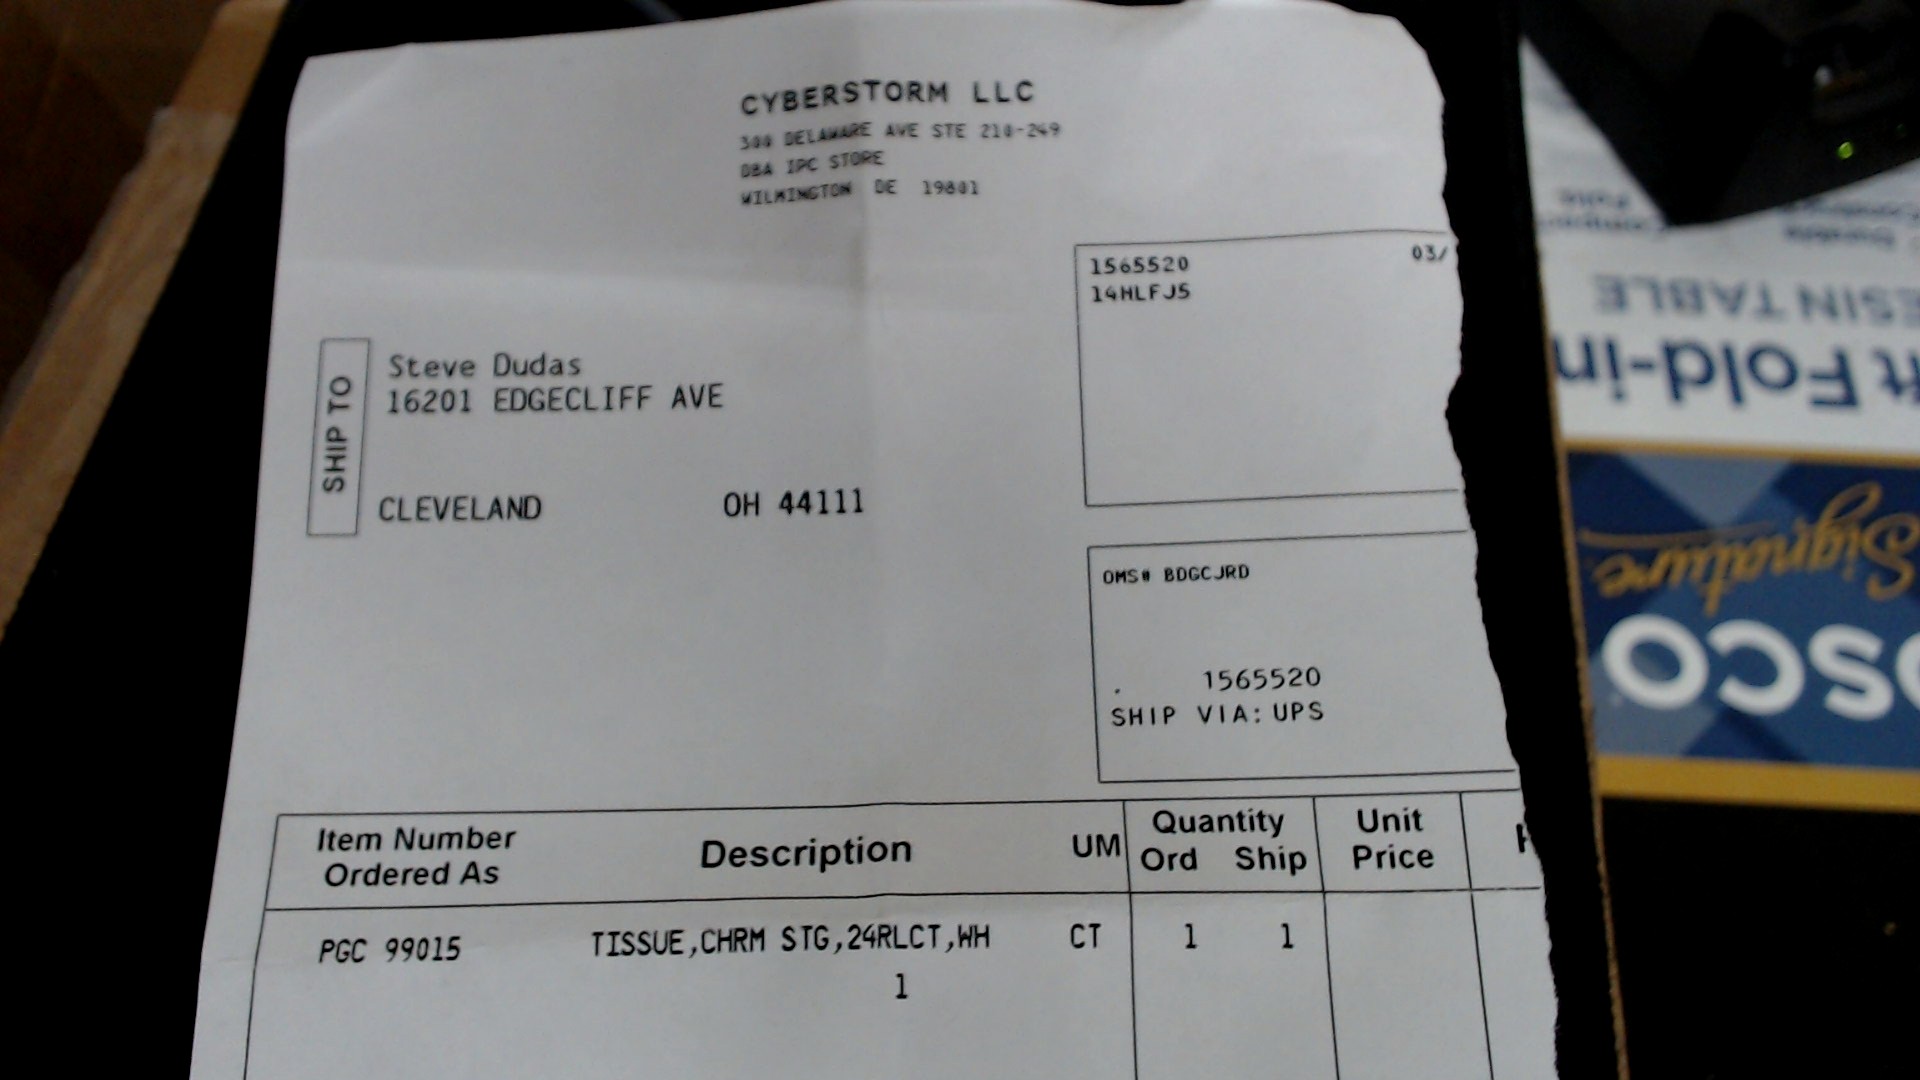 CYBERSTORM LLC
300 DELAWARE AVE STE 210-249
DBA IPC STORE
WILMINGTON DE 19801
1565520 03/
14HLFJ5
SHIP TO
Steve Dudas
16201 EDGECLIFF AVE
CLEVELAND OH 44111
OMS# BDGCJRD
. 1565520
SHIP VIA: UPS
Item Number
Ordered As
Description
UM
Quantity
Ord Ship
Unit
Price
PGC 99015 TISSUE,CHRM STG,24RLCT,WH CT 1 1
1
ESIN TABLE
ft Fold-in
Signature
OSCO